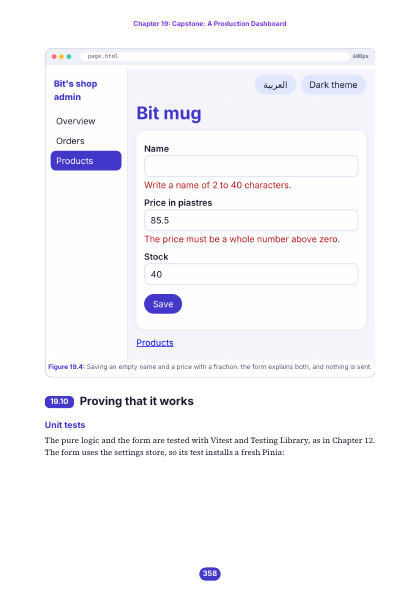 Chapter 19: Capstone: A Production Dashboard
page.html
600px
Bit's shop
admin
Overview
Orders
Products
العربية
Dark theme
Bit mug
Name
Write a name of 2 to 40 characters.
Price in piastres
85.5
The price must be a whole number above zero.
Stock
40
Save
Products
Figure 19.4: Saving an empty name and a price with a fraction: the form explains both, and nothing is sent.
19.10 Proving that it works
Unit tests
The pure logic and the form are tested with Vitest and Testing Library, as in Chapter 12.
The form uses the settings store, so its test installs a fresh Pinia:
358